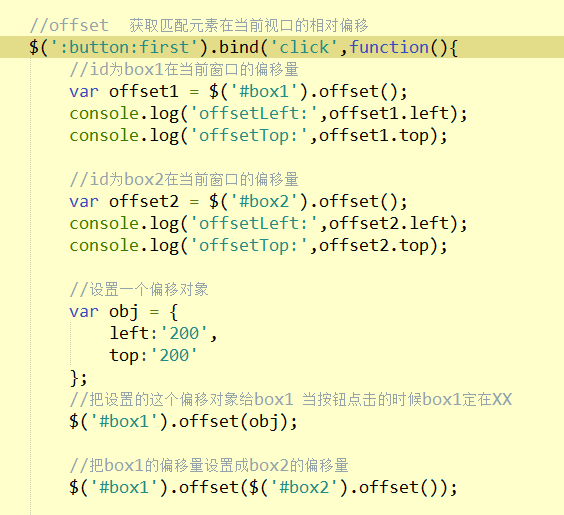 //offset  获取匹配元素在当前视口的相对偏移
$(':button:first').bind('click',function(){
//id为box1在当前窗口的偏移量
var offset1 = $('#box1').offset();
console.log('offsetLeft:',offset1.left);
console.log('offsetTop:',offset1.top);
//id为box2在当前窗口的偏移量
var offset2 = $('#box2').offset();
console.log('offsetLeft:',offset2.left);
console.log('offsetTop:',offset2.top);
//设置一个偏移对象
var obj = {
left:'200',
top:'200'
};
//把设置的这个偏移对象给box1 当按钮点击的时候box1定在XX
$('#box1').offset(obj);
//把box1的偏移量设置成box2的偏移量
$('#box1').offset($('#box2').offset());